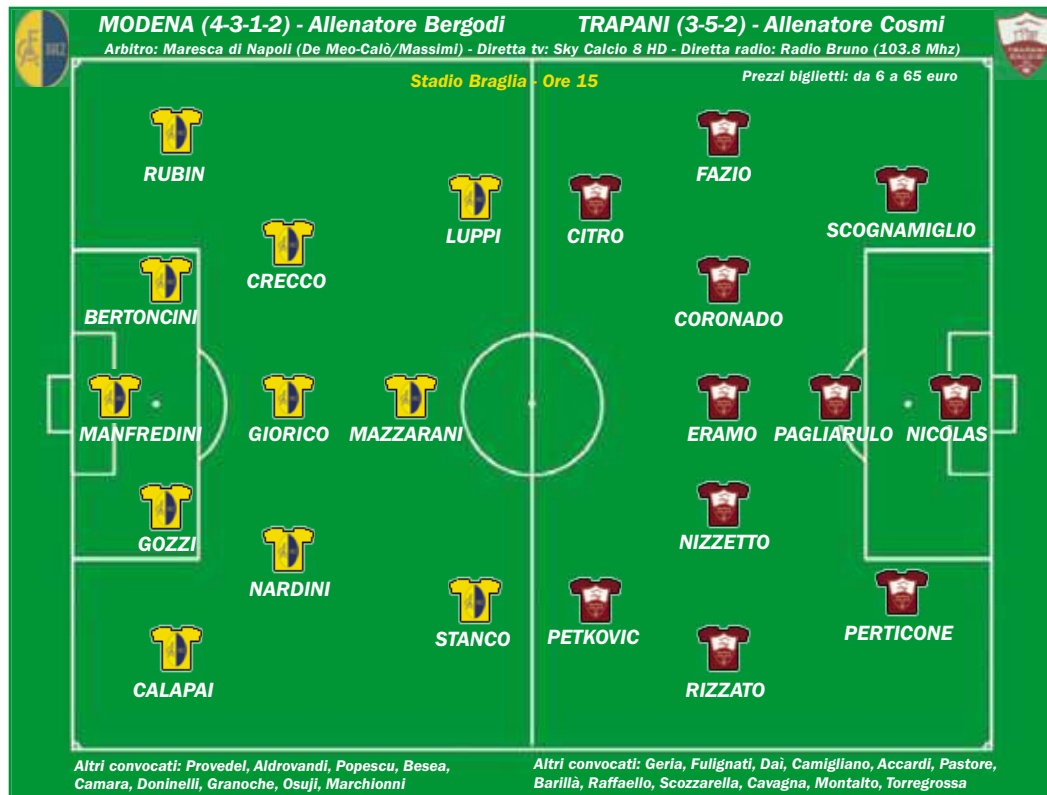 MODENA (4-3-1-2) - Allenatore Bergodi
TRAPANI (3-5-2) - Allenatore Cosmi
Arbitro: Maresca di Napoli (De Meo-Calò/Massimi) - Diretta tv: Sky Calcio 8 HD - Diretta radio: Radio Bruno (103.8 Mhz)
Stadio Braglia - Ore 15
Prezzi biglietti: da 6 a 65 euro
RUBIN
FAZIO
LUPPI
CITRO
SCOGNAMIGLIO
CRECCO
BERTONCINI
CORONADO
MANFREDINI
GIORICO
MAZZARANI
ERAMO
PAGLIARULO
NICOLAS
GOZZI
NIZZETTO
NARDINI
STANCO
PETKOVIC
PERTICONE
CALAPAI
RIZZATO
Altri convocati: Provedel, Aldrovandi, Popescu, Besea,
Camara, Doninelli, Granoche, Osuji, Marchionni
Altri convocati: Geria, Fulignati, Daì, Camigliano, Accardi, Pastore,
Barillà, Raffaello, Scozzarella, Cavagna, Montalto, Torregrossa